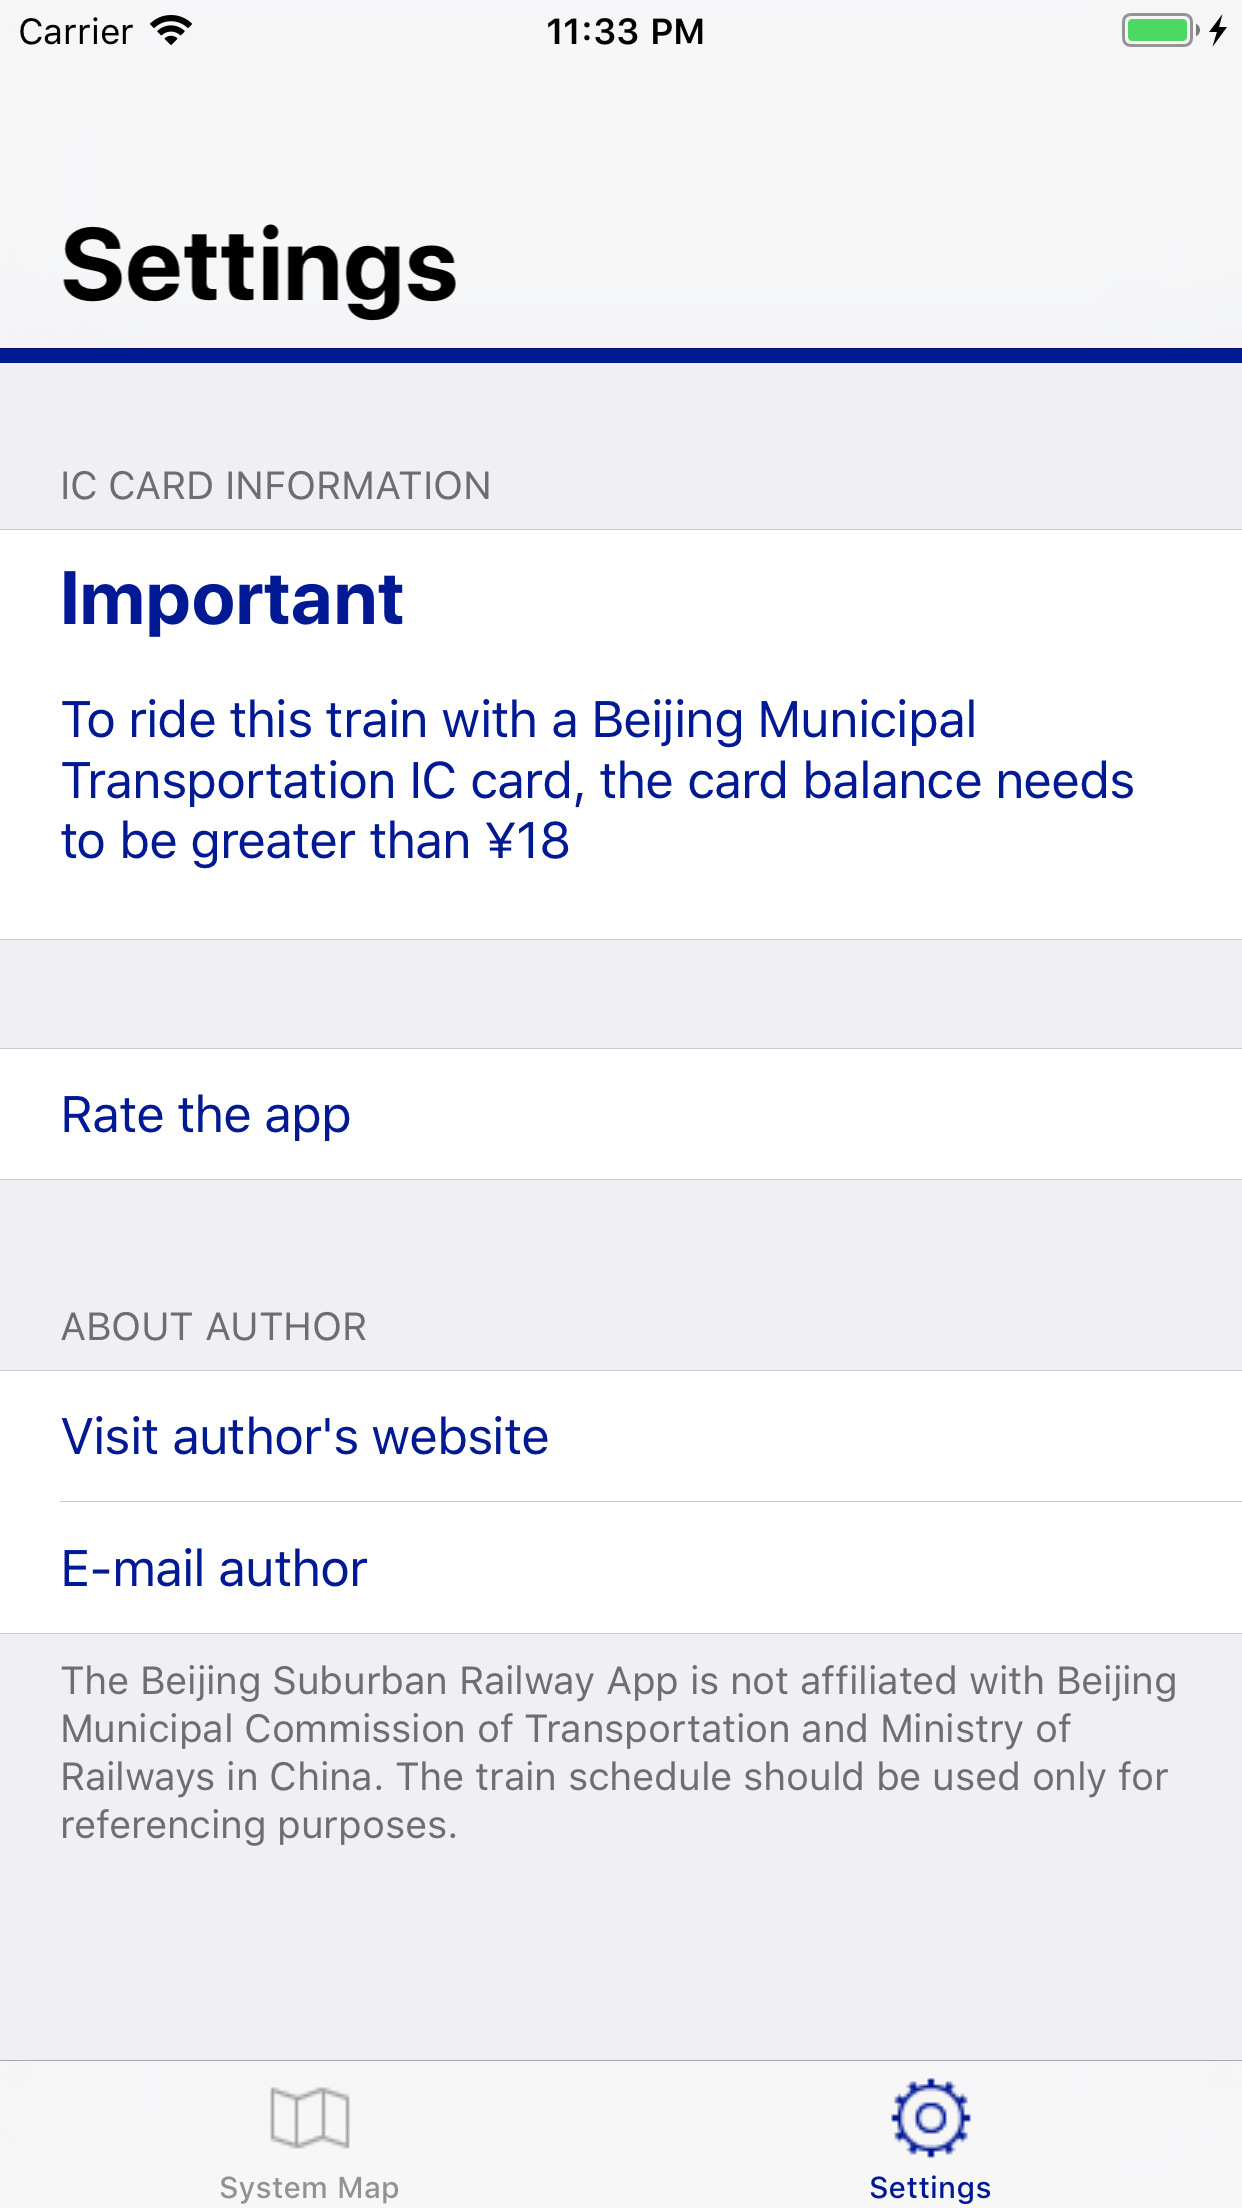 Carrier 11:33 PM
Settings
IC CARD INFORMATION
Important
To ride this train with a Beijing Municipal
Transportation IC card, the card balance needs
to be greater than ¥18
Rate the app
ABOUT AUTHOR
Visit author's website
E-mail author
The Beijing Suburban Railway App is not affiliated with Beijing
Municipal Commission of Transportation and Ministry of
Railways in China. The train schedule should be used only for
referencing purposes.
System Map Settings